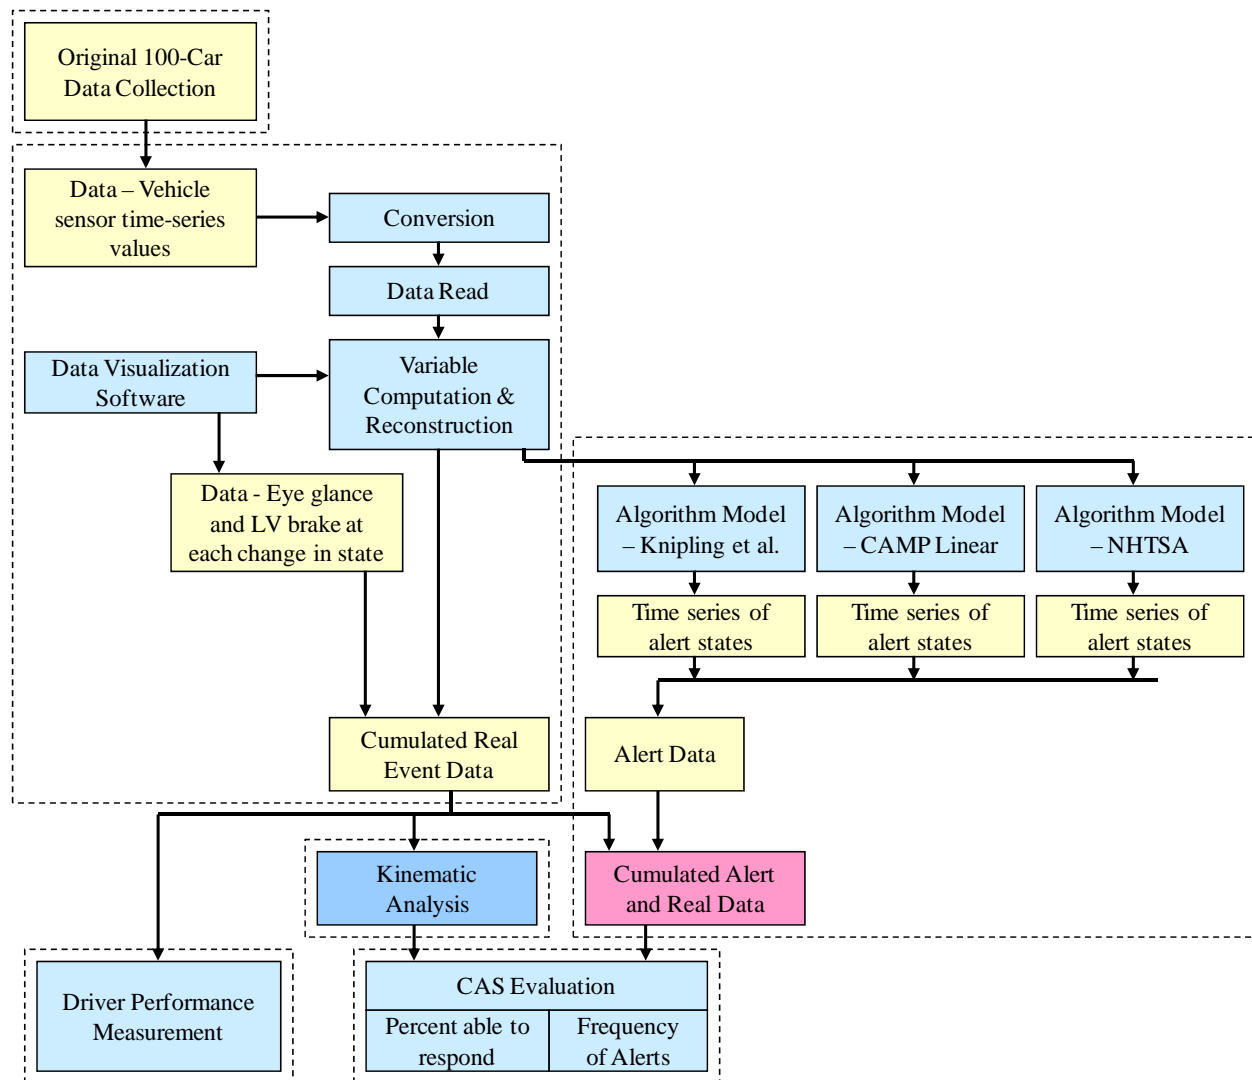 Original 100-Car
Data Collection
Data – Vehicle
sensor time-series
values
Conversion
Data Read
Data Visualization
Software
Variable
Computation &
Reconstruction
Data - Eye glance
and LV brake at
each change in state
Algorithm Model
– Knipling et al.
Algorithm Model
– CAMP Linear
Algorithm Model
– NHTSA
Time series of
alert states
Time series of
alert states
Time series of
alert states
Cumulated Real
Event Data
Alert Data
Kinematic
Analysis
Cumulated Alert
and Real Data
Driver Performance
Measurement
CAS Evaluation
Percent able to
respond
Frequency
of Alerts